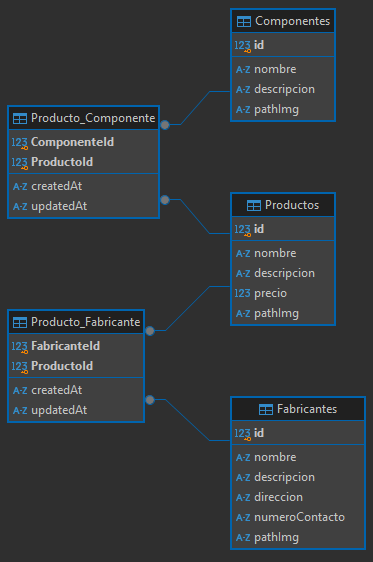 Componentes
123 id
A-Z nombre
A-Z descripcion
A-Z pathImg
Producto_Componente
123 ComponenteId
123 ProductoId
A-Z createdAt
A-Z updatedAt
Productos
123 id
A-Z nombre
A-Z descripcion
123 precio
A-Z pathImg
Producto_Fabricante
123 FabricanteId
123 ProductoId
A-Z createdAt
A-Z updatedAt
Fabricantes
123 id
A-Z nombre
A-Z descripcion
A-Z direccion
A-Z numeroContacto
A-Z pathImg